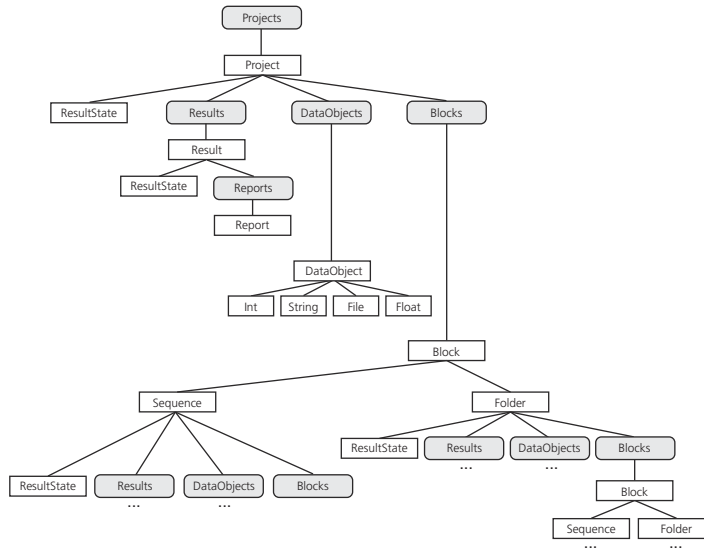 Projects
Project
ResultState
Results
DataObjects
Blocks
Result
ResultState
Reports
Report
DataObject
Int
String
File
Float
Block
Sequence
Folder
ResultState
Results
DataObjects
Blocks
...
...
ResultState
Results
DataObjects
Blocks
...
...
Block
Sequence
Folder
...
...